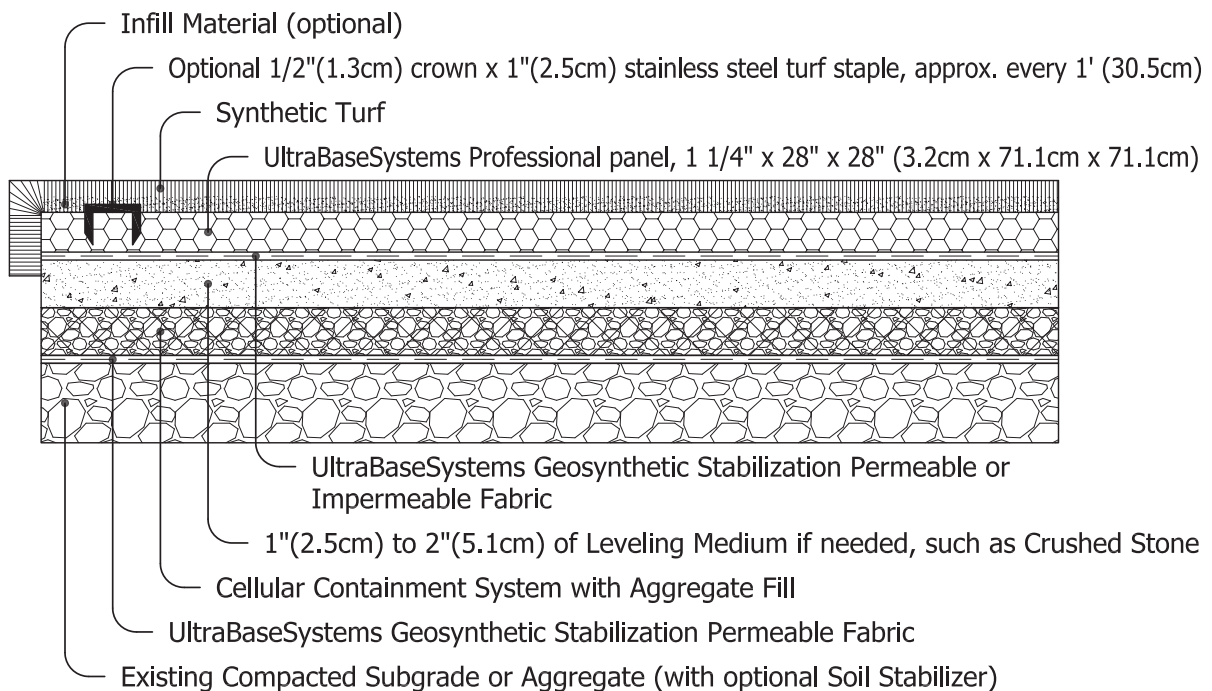 Infill Material (optional)
Optional 1/2"(1.3cm) crown x 1"(2.5cm) stainless steel turf staple, approx. every 1' (30.5cm)
Synthetic Turf
UltraBaseSystems Professional panel, 1 1/4" x 28" x 28" (3.2cm x 71.1cm x 71.1cm)
UltraBaseSystems Geosynthetic Stabilization Permeable or
Impermeable Fabric
1"(2.5cm) to 2"(5.1cm) of Leveling Medium if needed, such as Crushed Stone
Cellular Containment System with Aggregate Fill
UltraBaseSystems Geosynthetic Stabilization Permeable Fabric
Existing Compacted Subgrade or Aggregate (with optional Soil Stabilizer)